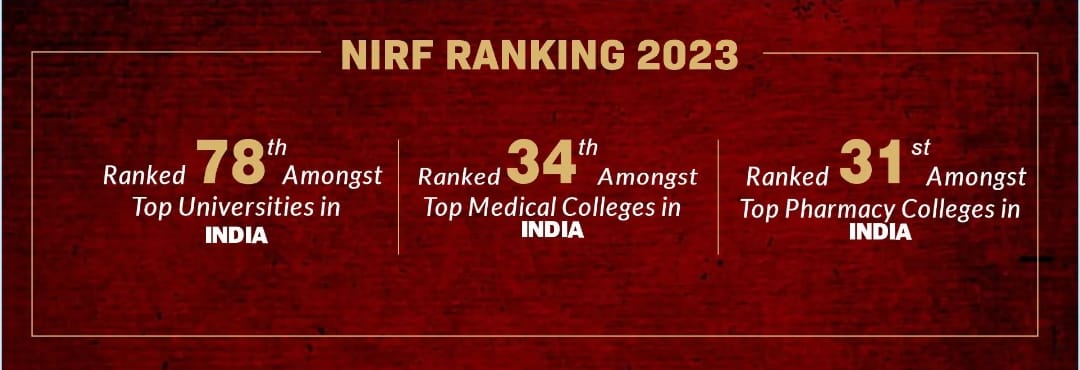 NIRF RANKING 2023
Ranked 78th Amongst
Top Universities in
INDIA
Ranked 34th Amongst
Top Medical Colleges in
INDIA
Ranked 31st Amongst
Top Pharmacy Colleges in
INDIA